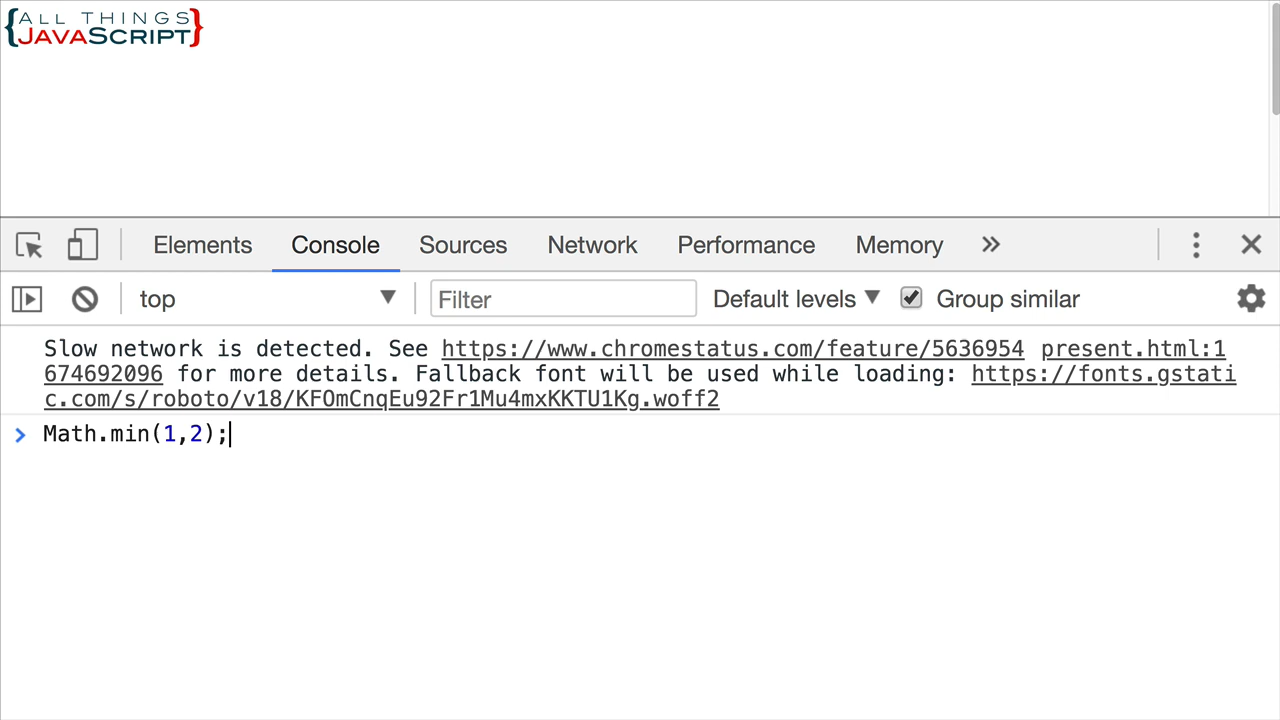 {ALL THINGS
JAVASCRIPT}
Elements Console Sources Network Performance Memory »
top Filter Default levels Group similar
Slow network is detected. See https://www.chromestatus.com/feature/5636954 present.html:1
674692096 for more details. Fallback font will be used while loading: https://fonts.gstati
c.com/s/roboto/v18/KFOmCnqEu92Fr1Mu4mxKKTU1Kg.woff2
> Math.min(1,2);